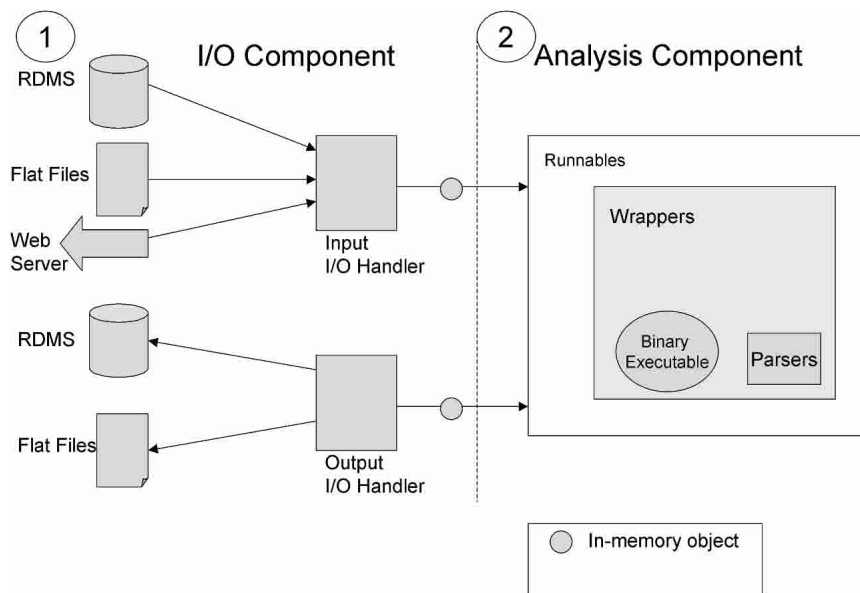 1
I/O Component
2
Analysis Component
RDMS
Flat Files
Web
Server
Input
I/O Handler
RDMS
Flat Files
Output
I/O Handler
Runnables
Wrappers
Binary
Executable
Parsers
In-memory object